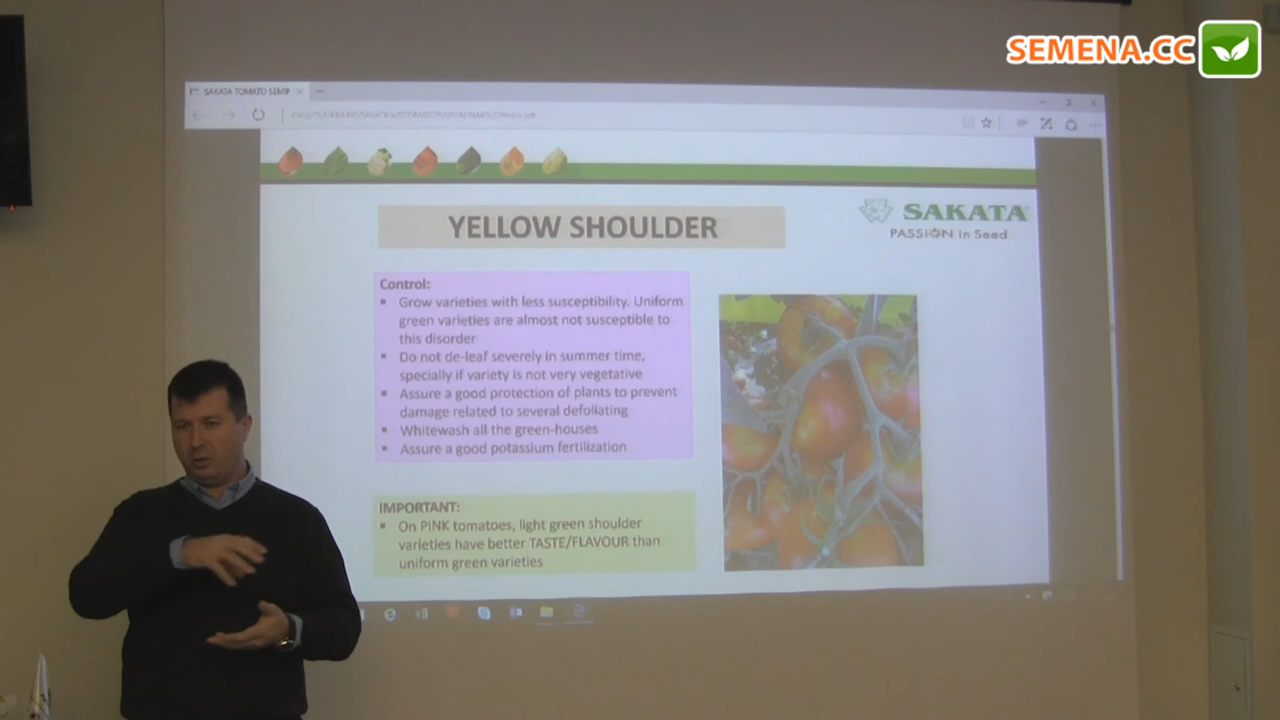 SEMENA.CC
SAKATA TOMATO SEMIN
YELLOW SHOULDER
SAKATA
PASSION in Seed
Control:
▪ Grow varieties with less susceptibility. Uniform
green varieties are almost not susceptible to
this disorder
▪ Do not de-leaf severely in summer time,
specially if variety is not very vegetative
▪ Assure a good protection of plants to prevent
damage related to several defoliating
▪ Whitewash all the green-houses
▪ Assure a good potassium fertilization
IMPORTANT:
▪ On PINK tomatoes, light green shoulder
varieties have better TASTE/FLAVOUR than
uniform green varieties